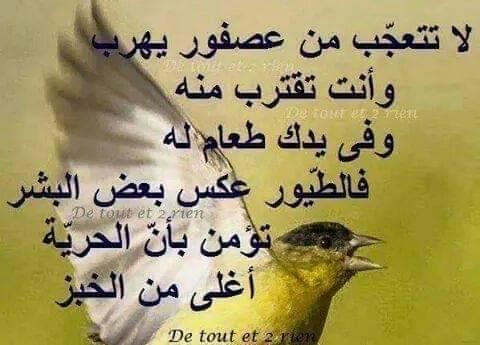 لا تتعجّب من عصفور يهرب
De tout et 2 rien
وأنت تقترب منه
De tout et 2 rien
وفى يدك طعام له
فالطّيور عكس بعض البشر
De tout et 2 rien
تؤمن بأنّ الحريّة
أغلى من الخبز
De tout et 2 rien